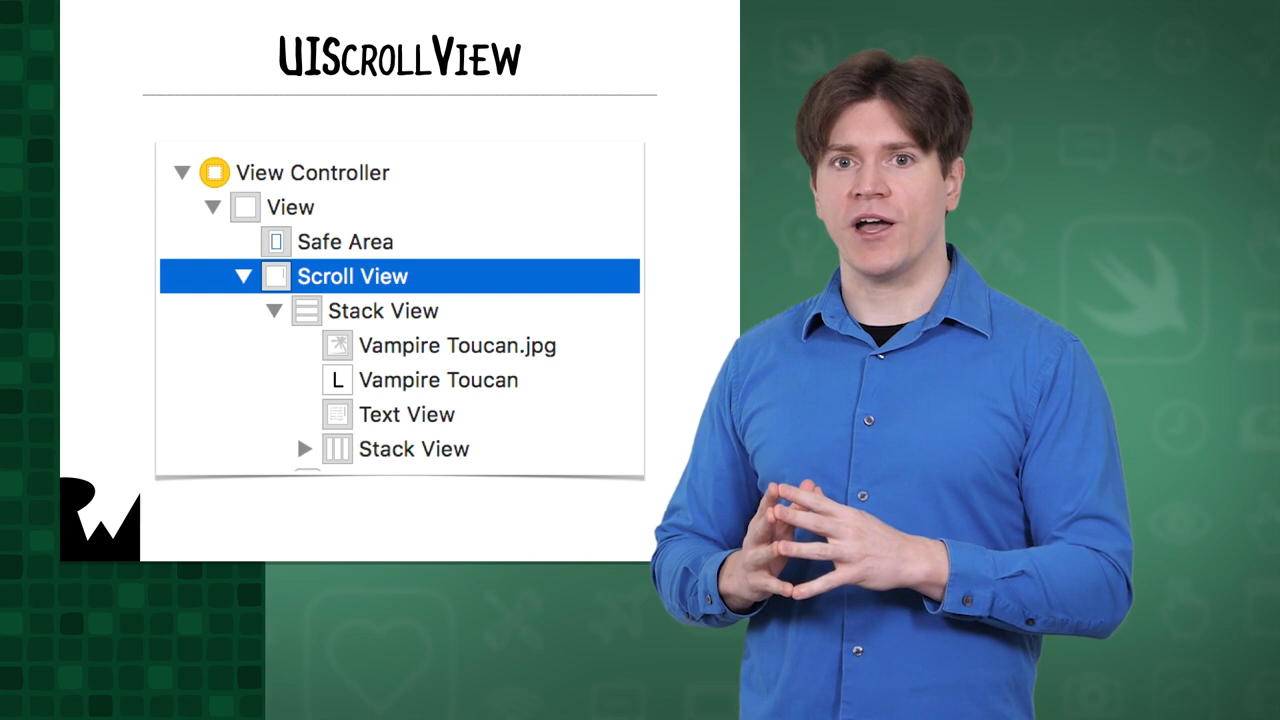 UIScrollView
View Controller
View
Safe Area
Scroll View
Stack View
Vampire Toucan.jpg
L Vampire Toucan
Text View
Stack View
RW